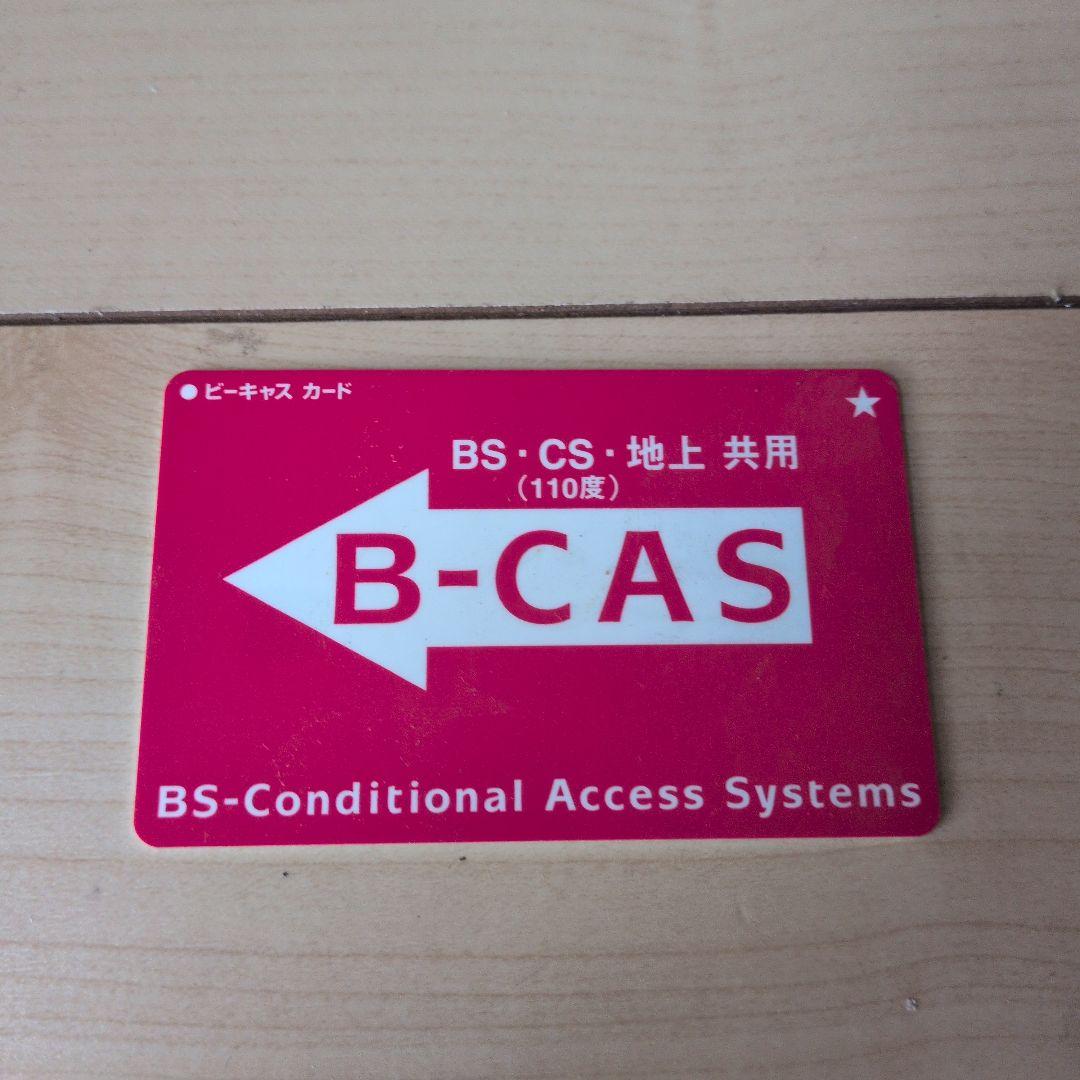 ●ビーキャス カード
★
BS・CS・地上 共用
（110度）
B-CAS
BS-Conditional Access Systems